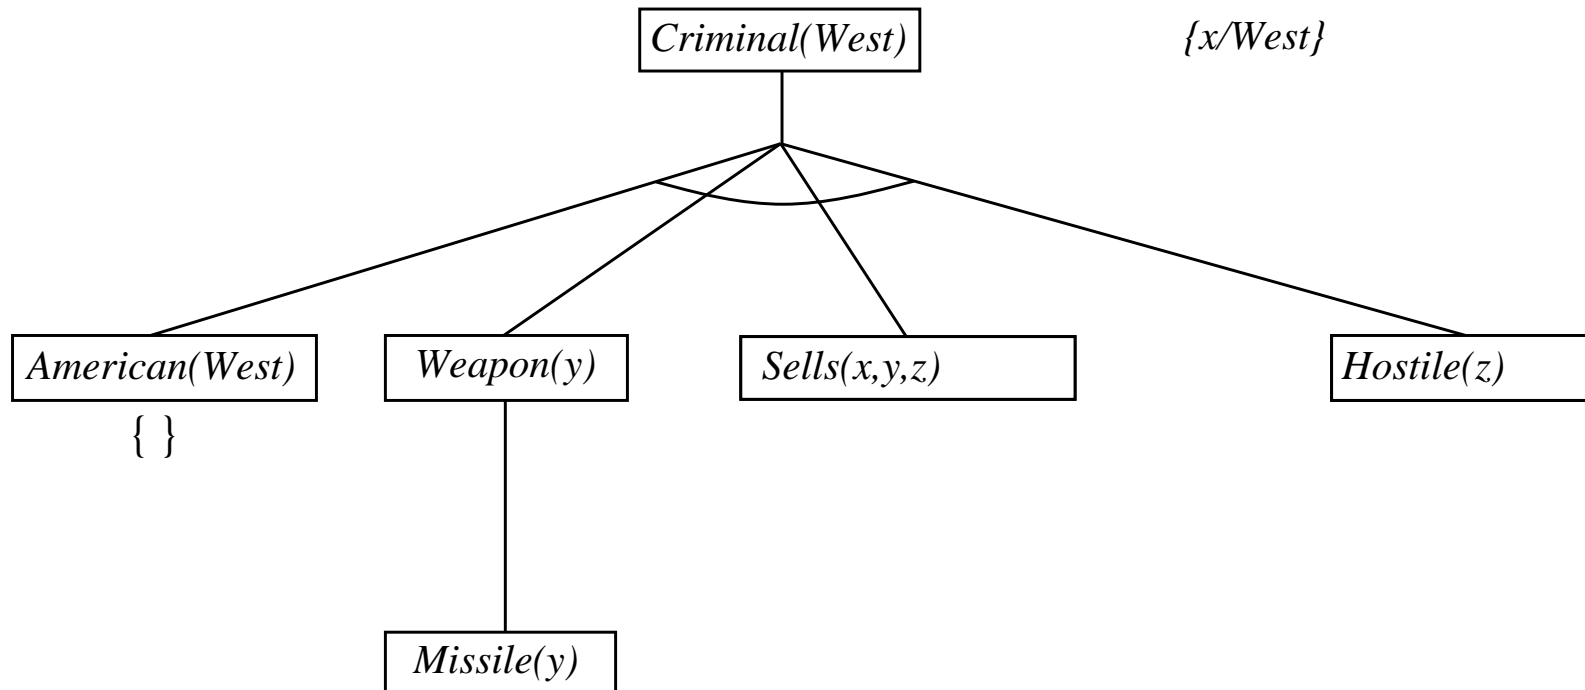 Criminal(West)
{x/West}
American(West)
Weapon(y)
Sells(x,y,z)
Hostile(z)
{ }
Missile(y)